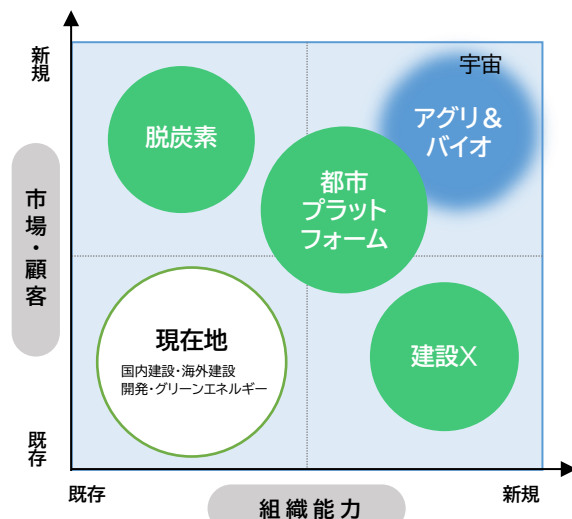 新規
宇宙
脱炭素
アグリ&
バイオ
都市
プラット
フォーム
市場・顧客
現在地
国内建設・海外建設
開発・グリーンエネルギー
建設X
既存
既存
新規
組織能力